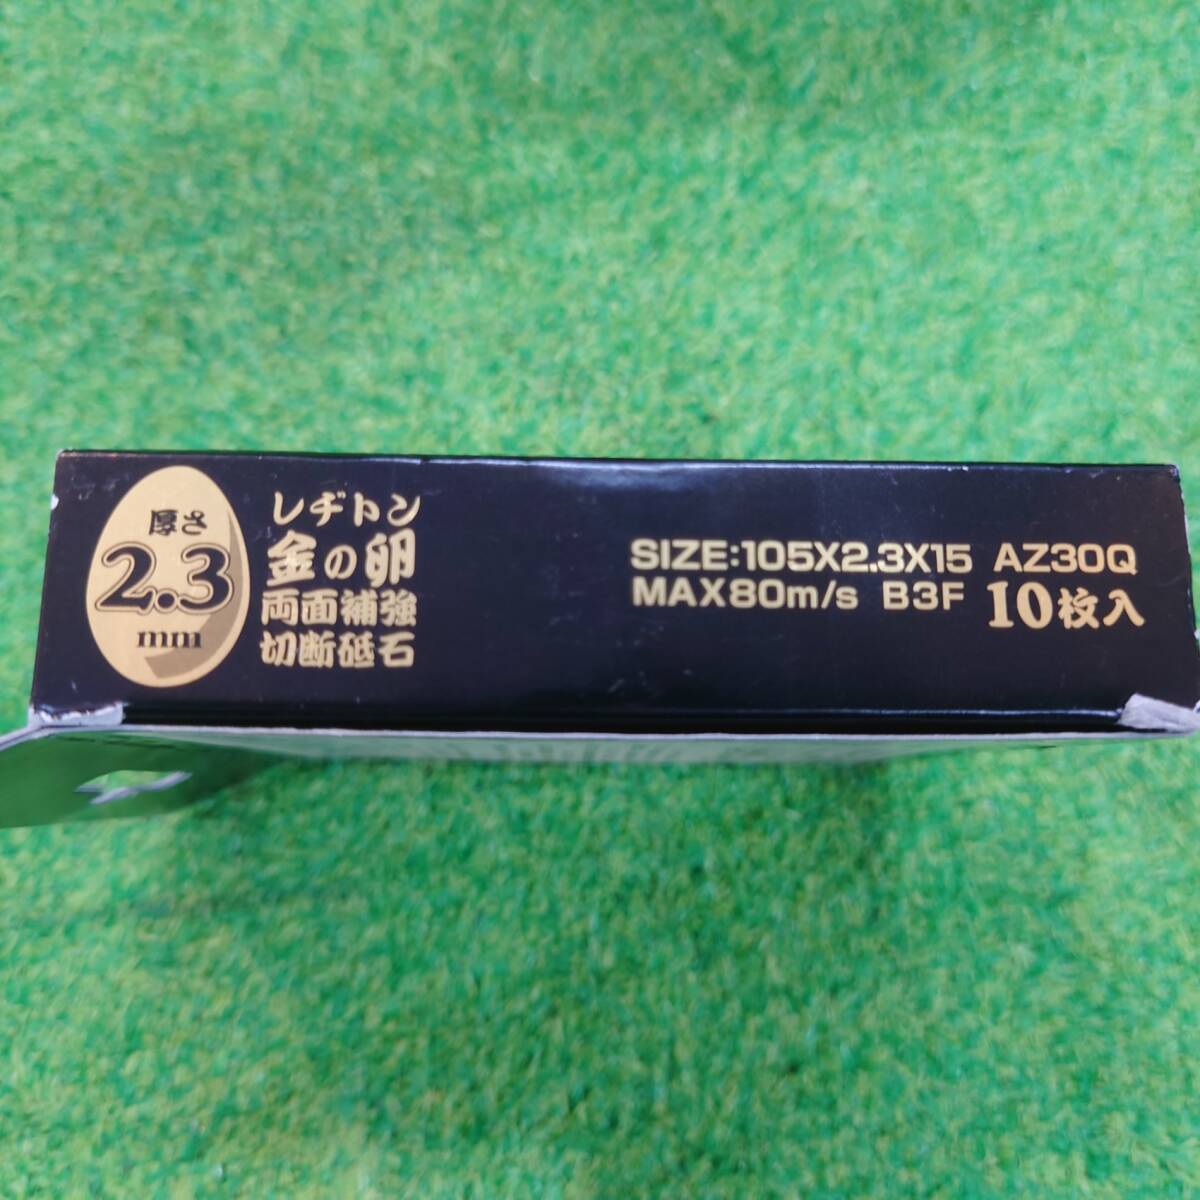 厚さ
2.3
mm
レヂトン
金の卵
両面補強
切断砥石
SIZE:105X2.3X15 AZ30Q
MAX80m/s B3F 10枚入